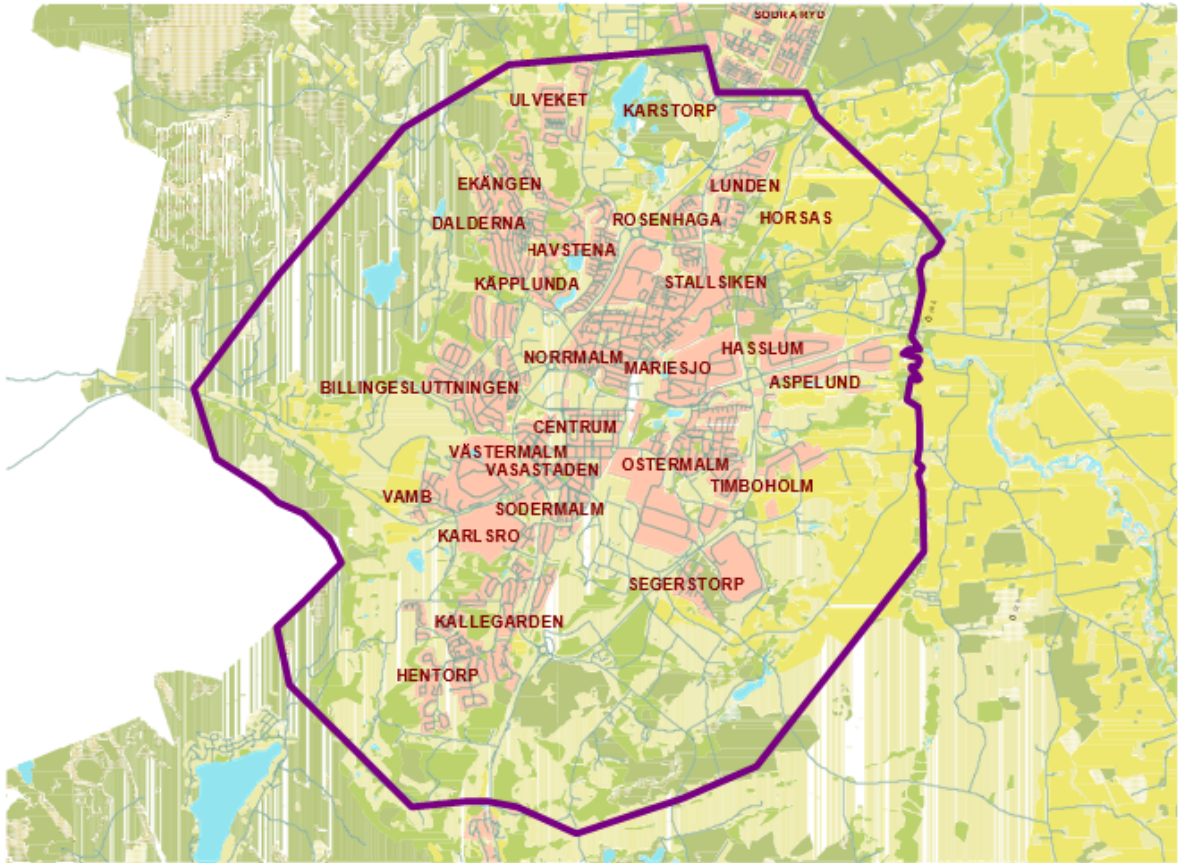 SÖDRA RYD
ULVEKET
KARSTORP
EKÄNGEN
LUNDEN
DALDERNA
ROSENHAGA
HORSAS
HAVSTENA
KÄPPLUNDA
STALLSIKEN
NORRMALM
HASSLUM
MARIESJO
BILLINGESLUTTNINGEN
ASPELUND
CENTRUM
VÄSTERMALM
VASASTADEN
OSTERMALM
VAMB
TIMBOHOLM
SODERMALM
KARLSRO
SEGERSTORP
KALLEGARDEN
HENTORP